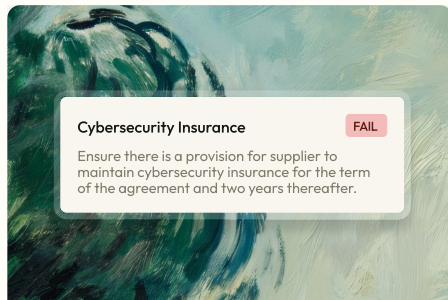 Cybersecurity Insurance
FAIL
Ensure there is a provision for supplier to
maintain cybersecurity insurance for the term
of the agreement and two years thereafter.